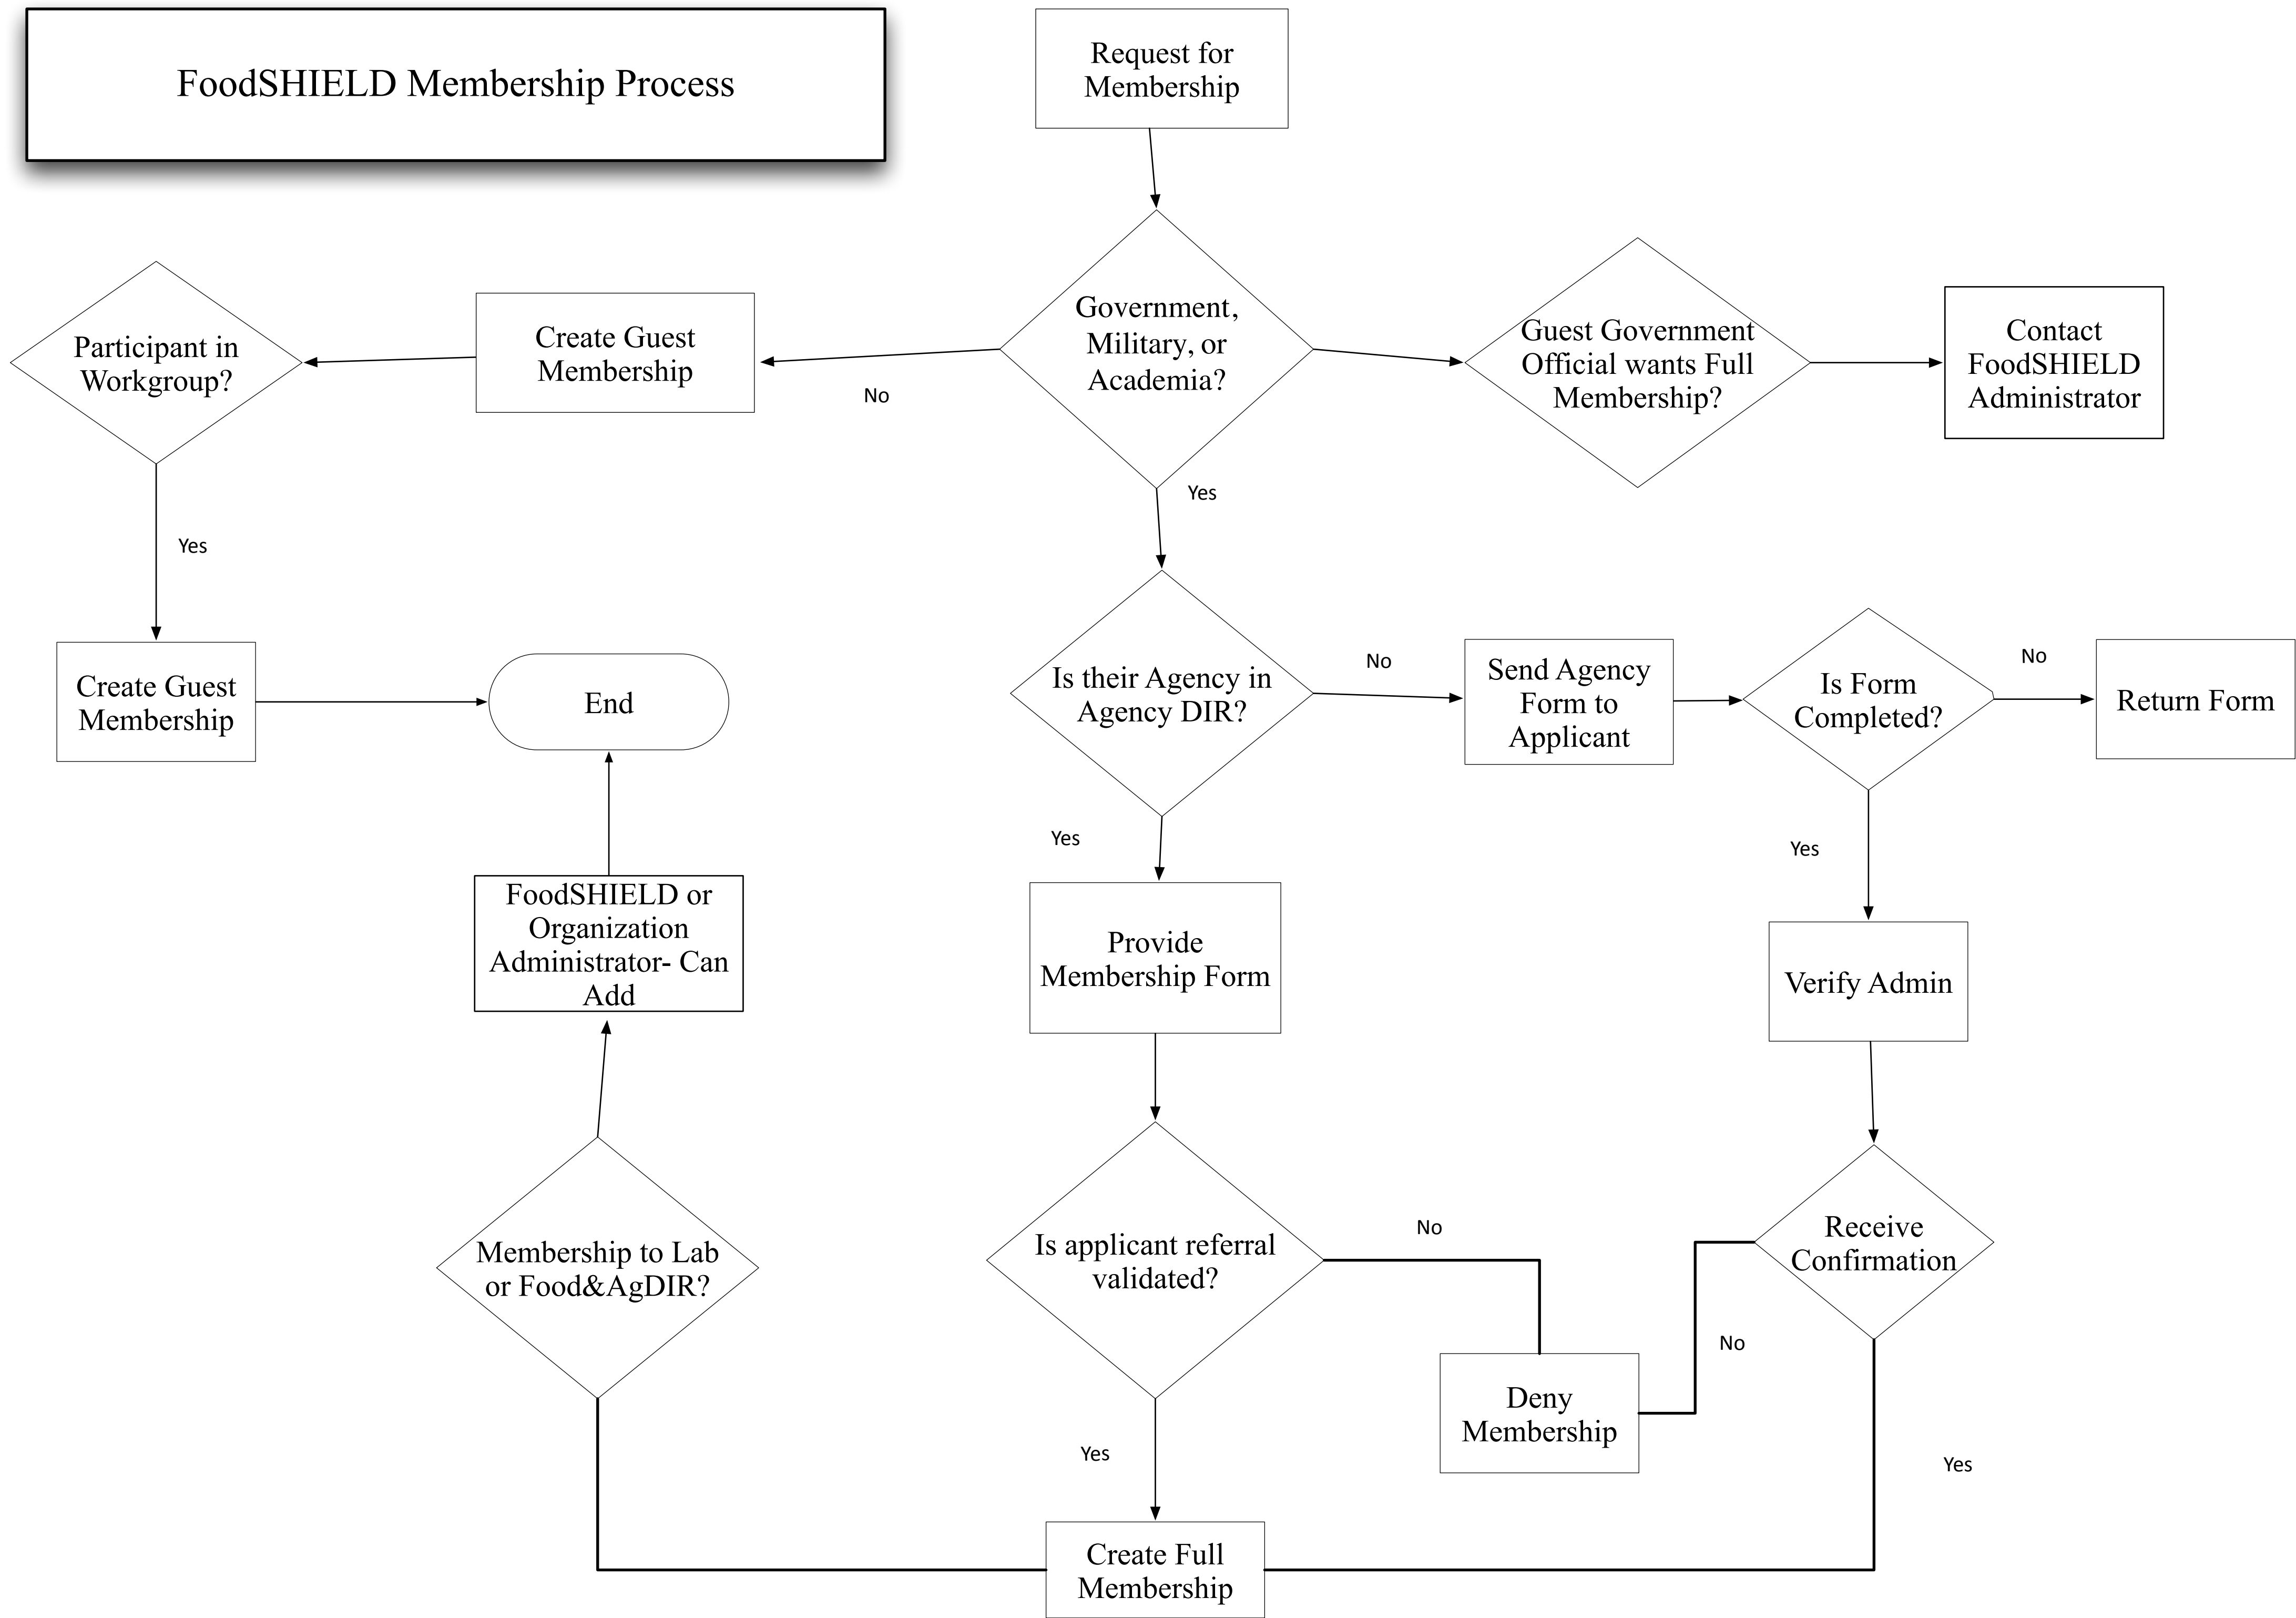 FoodSHIELD Membership Process
Request for
Membership
Participant in
Workgroup?
Create Guest
Membership
No
Government,
Military, or
Academia?
Guest Government
Official wants Full
Membership?
Contact
FoodSHIELD
Administrator
Yes
Yes
Create Guest
Membership
End
Is their Agency in
Agency DIR?
No
Send Agency
Form to
Applicant
Is Form
Completed?
No
Return Form
Yes
Yes
FoodSHIELD or
Organization
Administrator- Can
Add
Provide
Membership Form
Verify Admin
Membership to Lab
or Food&AgDIR?
Is applicant referral
validated?
No
Receive
Confirmation
No
Deny
Membership
Yes
Yes
Create Full
Membership